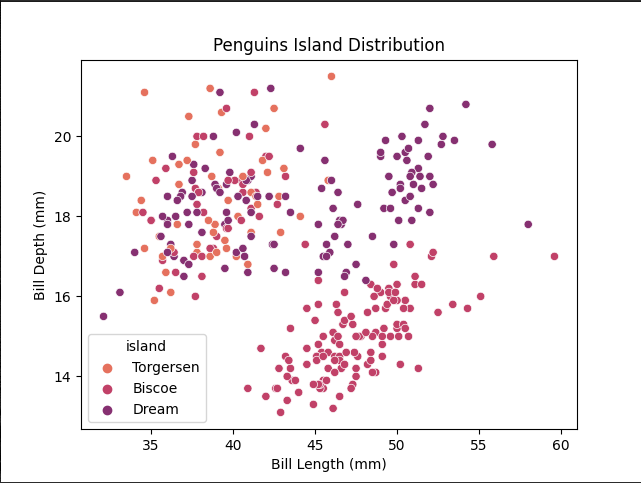 Penguins Island Distribution
Bill Depth (mm)
20
18
16
14
island
Torgersen
Biscoe
Dream
35 40 45 50 55 60
Bill Length (mm)